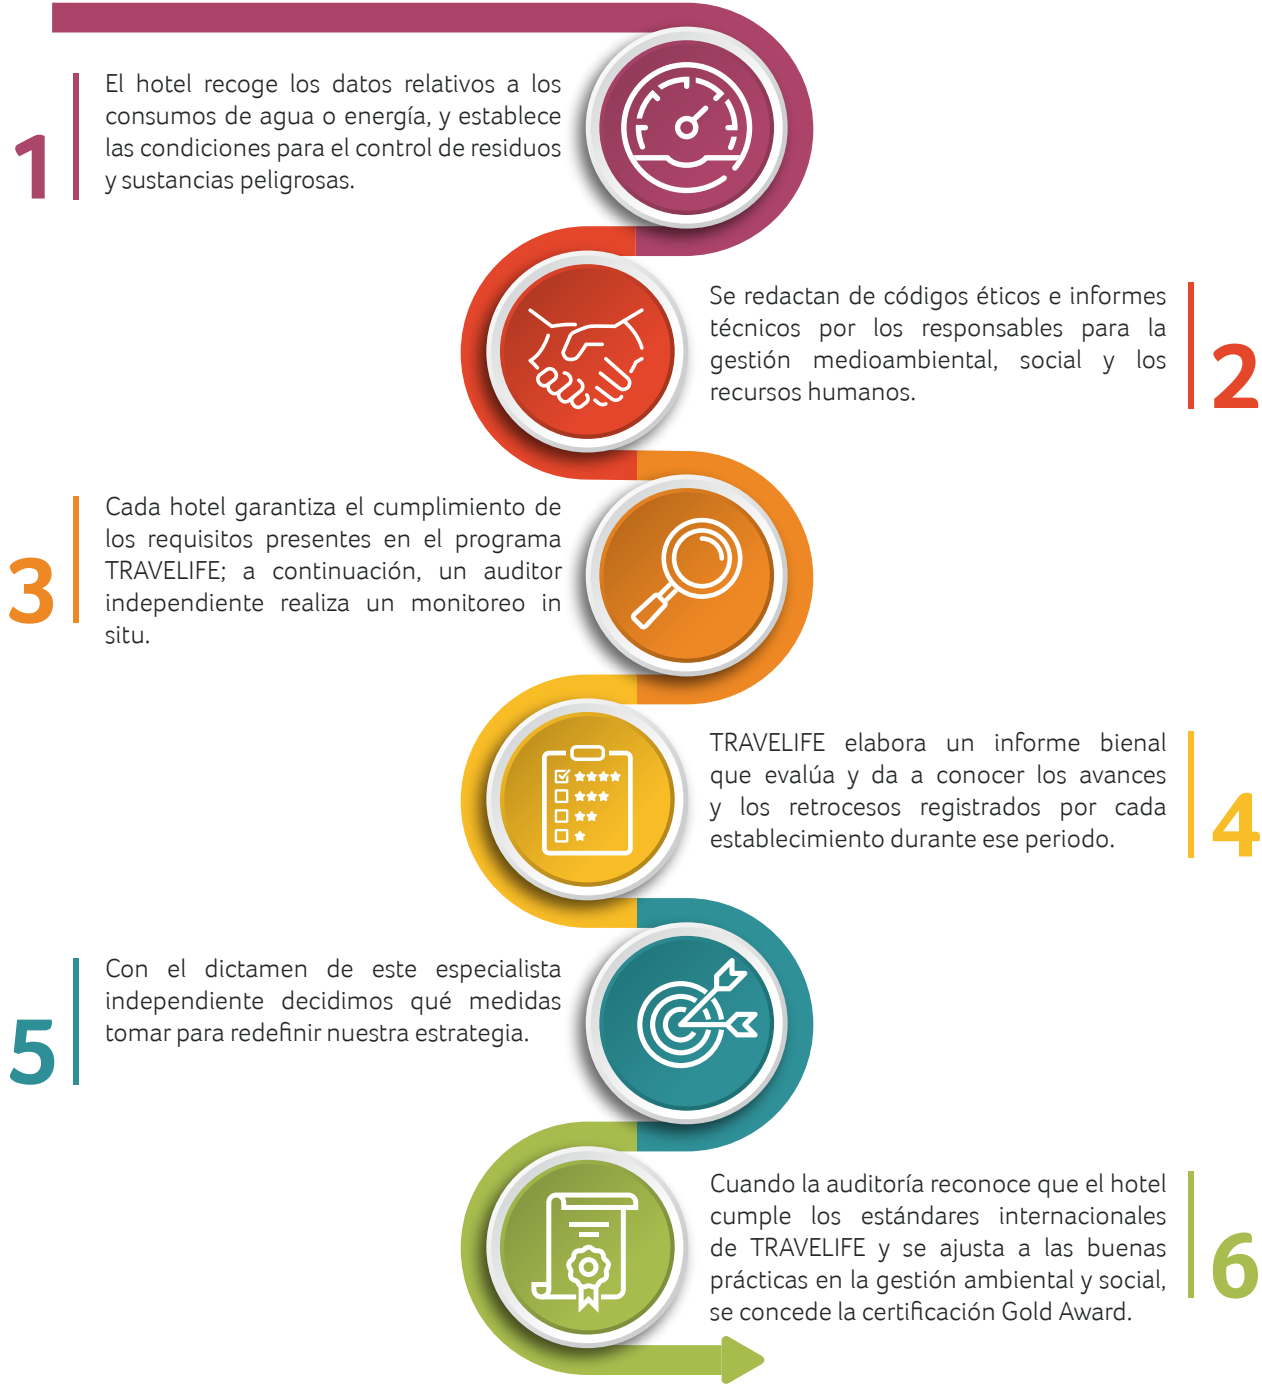 1
El hotel recoge los datos relativos a los
consumos de agua o energía, y establece
las condiciones para el control de residuos
y sustancias peligrosas.
Se redactan de códigos éticos e informes
técnicos por los responsables para la
gestión medioambiental, social y los
recursos humanos.
2
3
Cada hotel garantiza el cumplimiento de
los requisitos presentes en el programa
TRAVELIFE; a continuación, un auditor
independiente realiza un monitoreo in
situ.
TRAVELIFE elabora un informe bienal
que evalúa y da a conocer los avances
y los retrocesos registrados por cada
establecimiento durante ese periodo.
4
5
Con el dictamen de este especialista
independiente decidimos qué medidas
tomar para redefinir nuestra estrategia.
Cuando la auditoría reconoce que el hotel
cumple los estándares internacionales
de TRAVELIFE y se ajusta a las buenas
prácticas en la gestión ambiental y social,
se concede la certificación Gold Award.
6